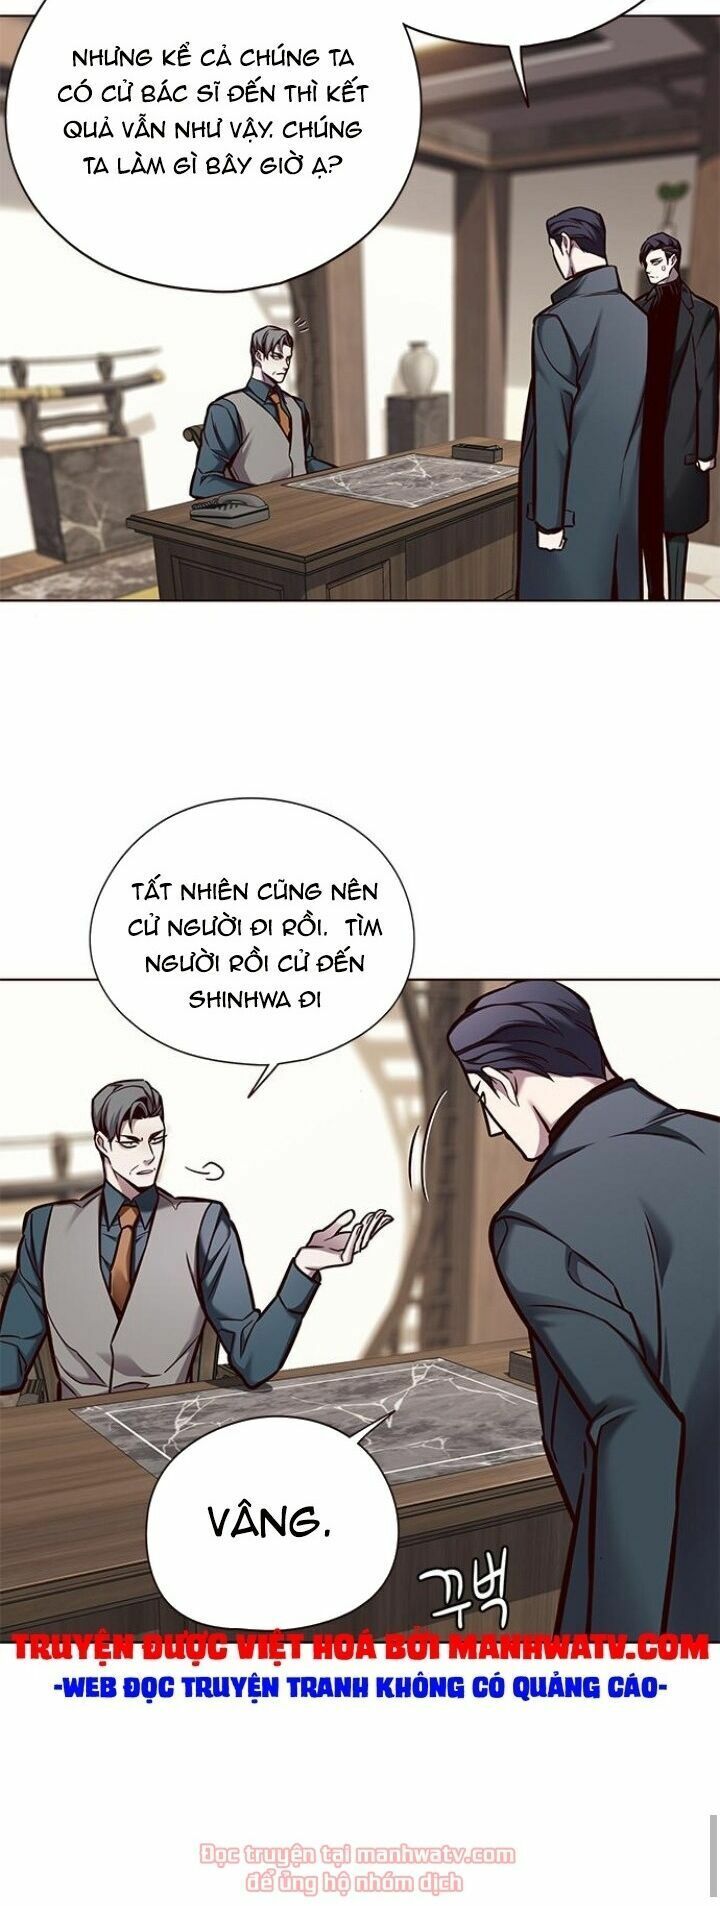 NHƯNG KỂ CẢ CHÚNG TA
CÓ CỬ BÁC SĨ ĐẾN THÌ KẾT
QUẢ VẪN NHƯ VẬY. CHÚNG
TA LÀM GÌ BÂY GIỜ Ạ?
TẤT NHIÊN CŨNG NÊN
CỬ NGƯỜI ĐI RỒI. TÌM
NGƯỜI RỒI CỬ ĐẾN
SHINHWA ĐI
VÂNG.
꾸벅
TRUYỆN ĐƯỢC VIỆT HOÁ BỞI MANHWATV.COM
-WEB ĐỌC TRUYỆN TRANH KHÔNG CÓ QUẢNG CÁO-
Đọc truyện tại manhwatv.com
để ủng hộ nhóm dịch